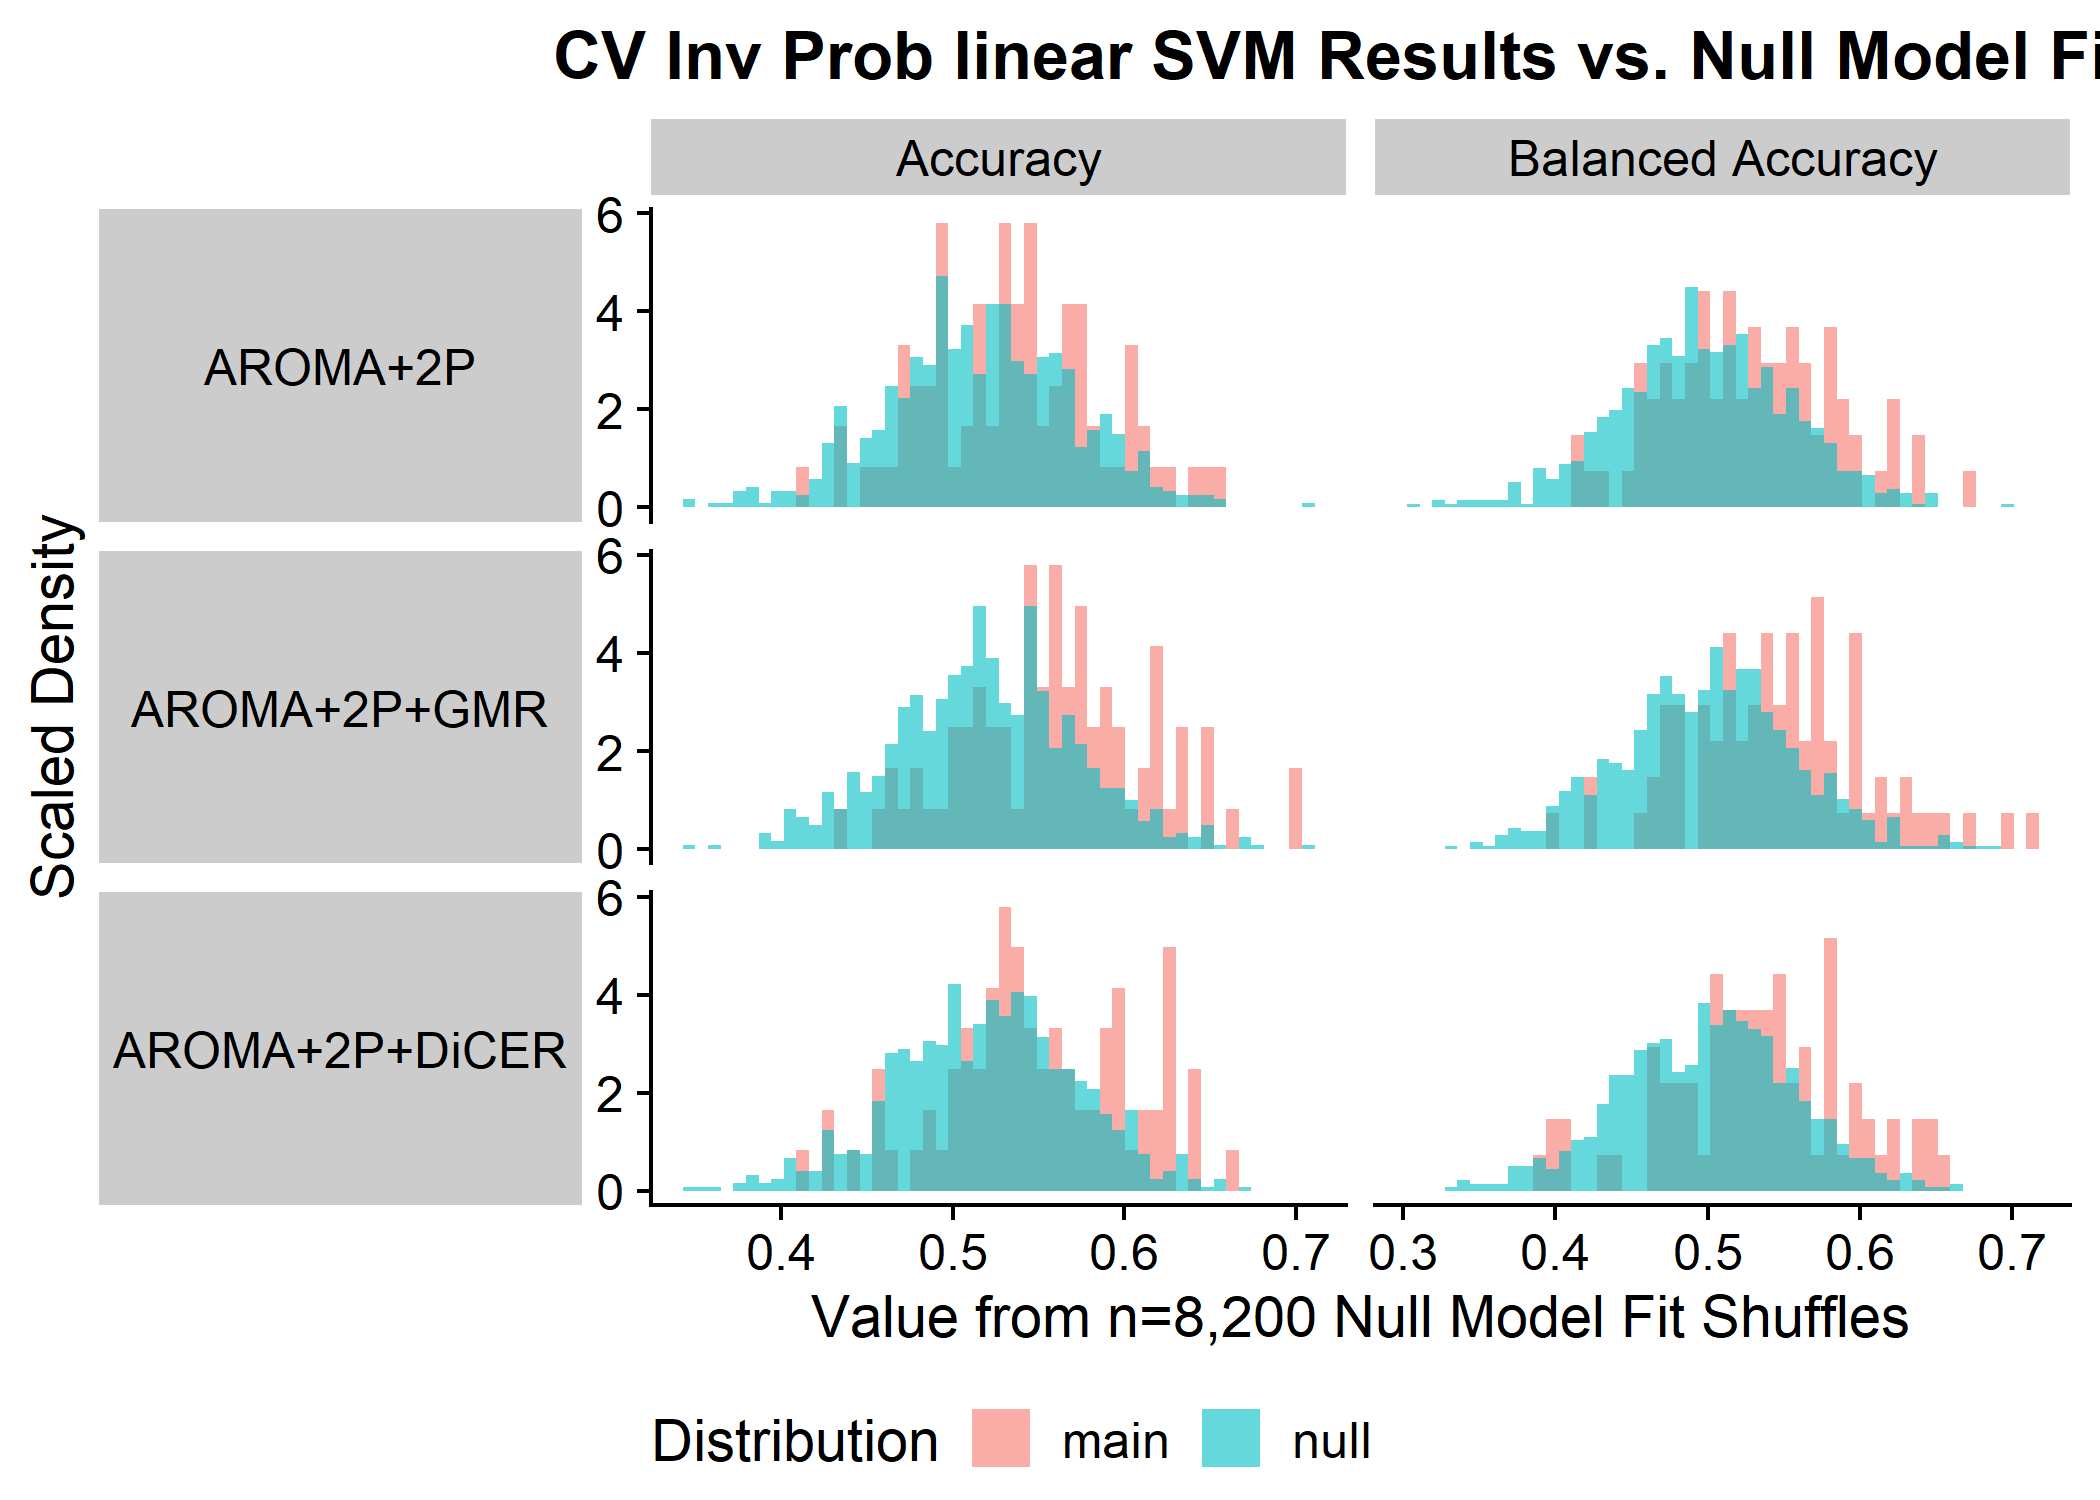 CV Inv Prob linear SVM Results vs. Null Model Fi
Accuracy
Balanced Accuracy
Scaled Density
AROMA+2P
6
4
2
0
AROMA+2P+GMR
6
4
2
0
AROMA+2P+DiCER
6
4
2
0
0.4 0.5 0.6 0.7
0.3 0.4 0.5 0.6 0.7
Value from n=8,200 Null Model Fit Shuffles
Distribution main null